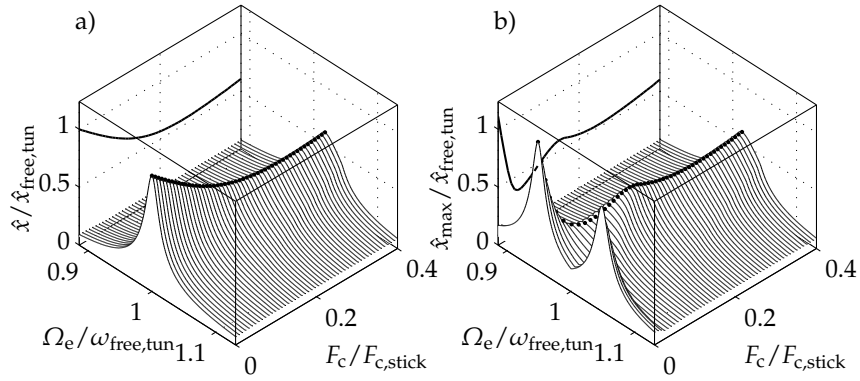 a)
x̂/x̂free,tun
1
0.5
0
0.9
1
1.1
Ωe/ωfree,tun
0
0.2
0.4
Fc/Fc,stick
b)
x̂max/x̂free,tun
1
0.5
0
0.9
1
1.1
Ωe/ωfree,tun
0
0.2
0.4
Fc/Fc,stick